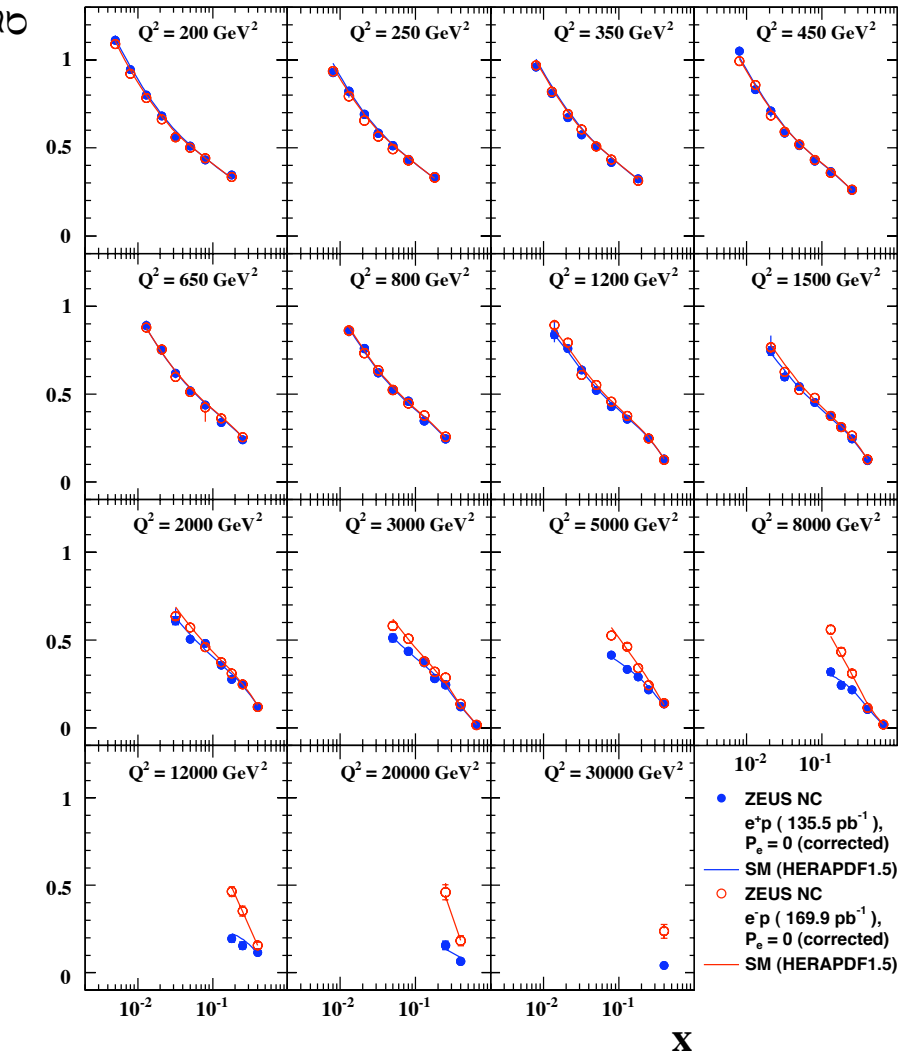 σ̃
Q² = 200 GeV²
Q² = 250 GeV²
Q² = 350 GeV²
Q² = 450 GeV²
1
0.5
0
Q² = 650 GeV²
Q² = 800 GeV²
Q² = 1200 GeV²
Q² = 1500 GeV²
1
0.5
0
Q² = 2000 GeV²
Q² = 3000 GeV²
Q² = 5000 GeV²
Q² = 8000 GeV²
1
0.5
0
10⁻² 10⁻¹
Q² = 12000 GeV²
Q² = 20000 GeV²
Q² = 30000 GeV²
1
0.5
0
10⁻² 10⁻¹
10⁻² 10⁻¹
10⁻² 10⁻¹
ZEUS NC
e⁺p ( 135.5 pb⁻¹ ),
Pₑ = 0 (corrected)
SM (HERAPDF1.5)
ZEUS NC
e⁻p ( 169.9 pb⁻¹ ),
Pₑ = 0 (corrected)
SM (HERAPDF1.5)
x